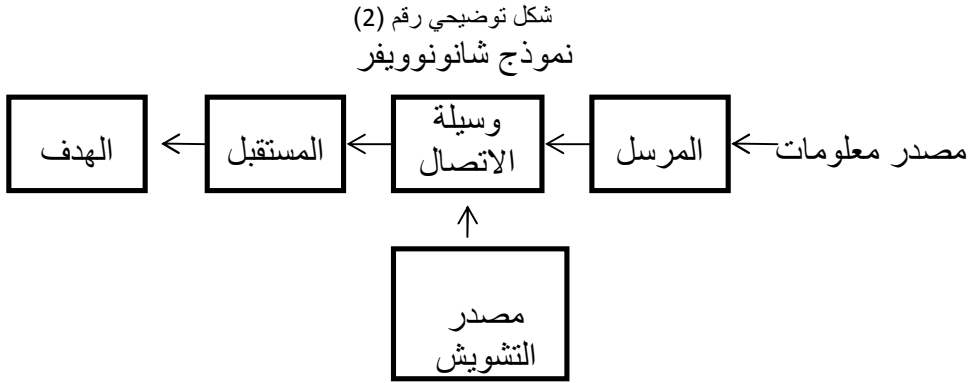 شكل توضيحي رقم (2)
نموذج شانونوويفر
مصدر معلومات
المرسل
وسيلة
الاتصال
المستقبل
الهدف
مصدر
التشويش